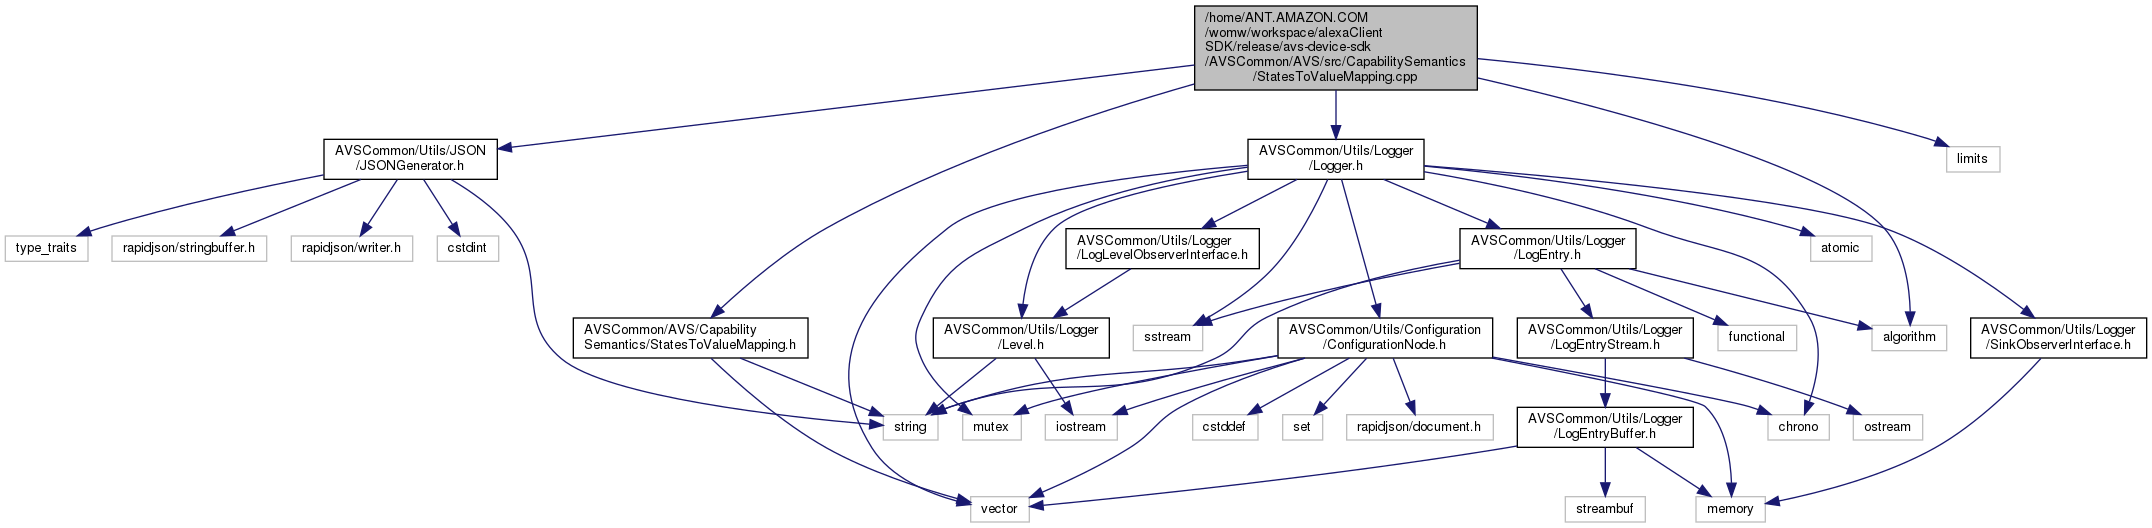 /home/ANT.AMAZON.COM
/womw/workspace/alexaClient
SDK/release/avs-device-sdk
/AVSCommon/AVS/src/CapabilitySemantics
/StatesToValueMapping.cpp
AVSCommon/Utils/JSON
/JSONGenerator.h
AVSCommon/Utils/Logger
/Logger.h
limits
type_traits
rapidjson/stringbuffer.h
rapidjson/writer.h
cstdint
AVSCommon/Utils/Logger
/LogLevelObserverInterface.h
AVSCommon/Utils/Logger
/LogEntry.h
atomic
AVSCommon/AVS/Capability
Semantics/StatesToValueMapping.h
AVSCommon/Utils/Logger
/Level.h
sstream
AVSCommon/Utils/Configuration
/ConfigurationNode.h
AVSCommon/Utils/Logger
/LogEntryStream.h
functional
algorithm
AVSCommon/Utils/Logger
/SinkObserverInterface.h
string
mutex
iostream
cstddef
set
rapidjson/document.h
AVSCommon/Utils/Logger
/LogEntryBuffer.h
chrono
ostream
vector
streambuf
memory